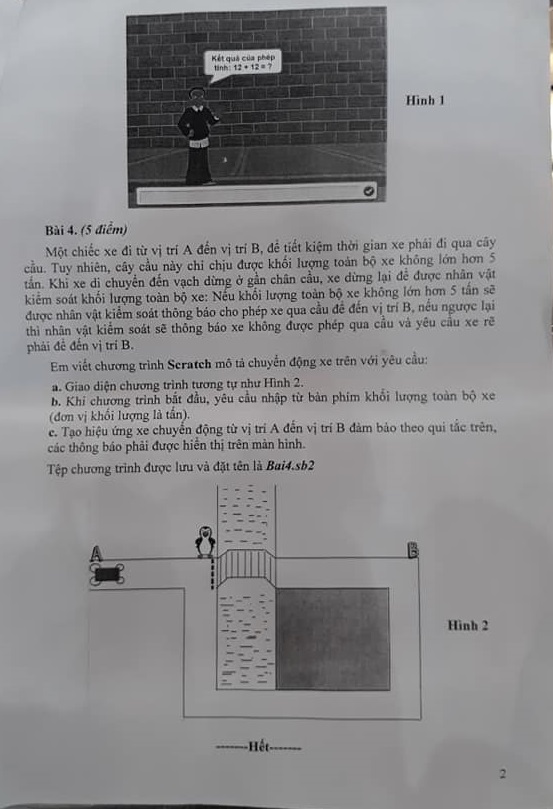 Kết quả của phép
tính: 12 + 12 = ?
Hình 1
Bài 4. (5 điểm)
Một chiếc xe đi từ vị trí A đến vị trí B, để tiết kiệm thời gian xe phải đi qua cây
cầu. Tuy nhiên, cây cầu này chỉ chịu được khối lượng toàn bộ xe không lớn hơn 5
tấn. Khi xe di chuyển đến vạch dừng ở gần chân cầu, xe dừng lại để được nhân vật
kiểm soát khối lượng toàn bộ xe: Nếu khối lượng toàn bộ xe không lớn hơn 5 tấn sẽ
được nhân vật kiểm soát thông báo cho phép xe qua cầu để đến vị trí B, nếu ngược lại
thì nhân vật kiểm soát sẽ thông báo xe không được phép qua cầu và yêu cầu xe rẽ
phải để đến vị trí B.
Em viết chương trình Scratch mô tả chuyển động xe trên với yêu cầu:
a. Giao diện chương trình tương tự như Hình 2.
b. Khi chương trình bắt đầu, yêu cầu nhập từ bàn phím khối lượng toàn bộ xe
(đơn vị khối lượng là tấn).
c. Tạo hiệu ứng xe chuyển động từ vị trí A đến vị trí B đảm bảo theo qui tắc trên,
các thông báo phải được hiển thị trên màn hình.
Tệp chương trình được lưu và đặt tên là Bai4.sb2
A
B
Hình 2
-------Hết-------
2